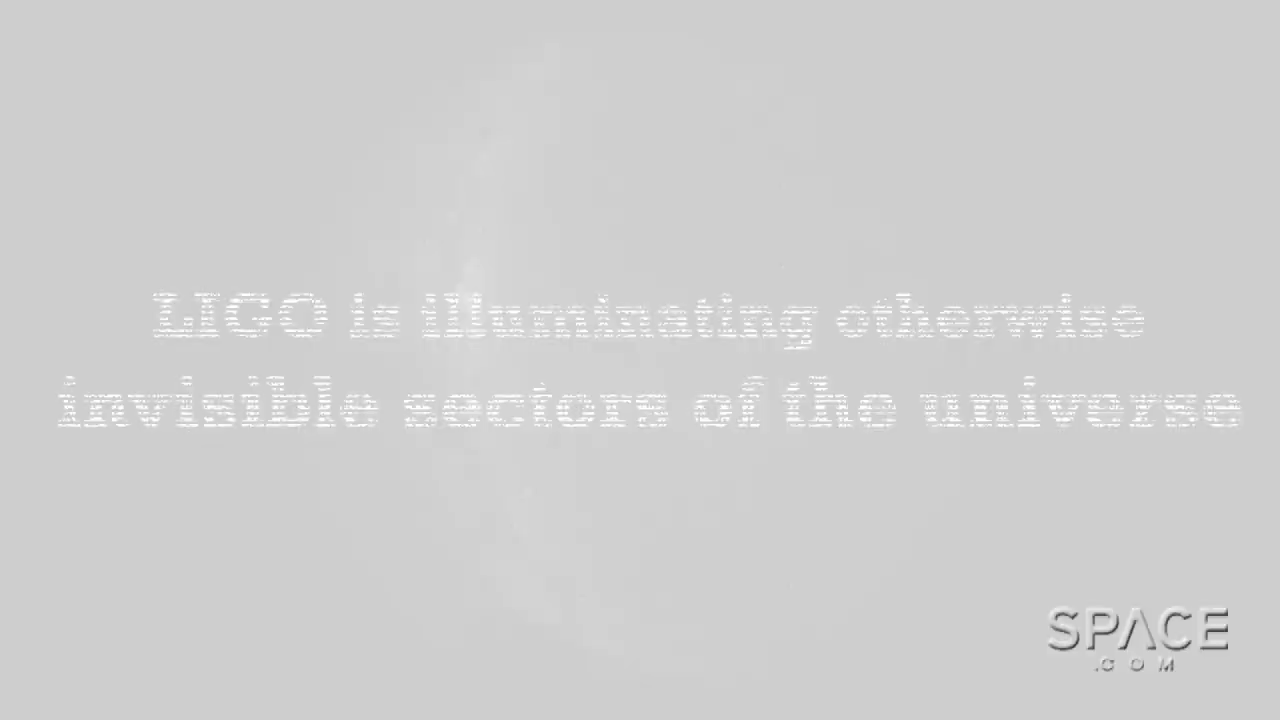 LIGO is illuminating otherwise
invisible sectors of the universe
SPACE
.COM